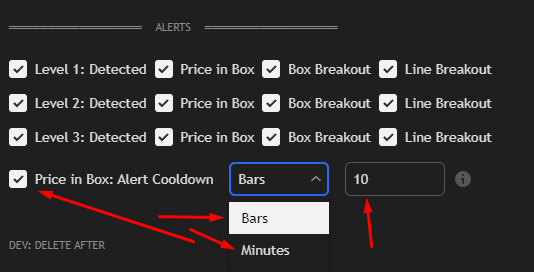 ALERTS
Level 1: Detected Price in Box Box Breakout Line Breakout
Level 2: Detected Price in Box Box Breakout Line Breakout
Level 3: Detected Price in Box Box Breakout Line Breakout
Price in Box: Alert Cooldown Bars 10
Bars
Minutes
DEV: DELETE AFTER